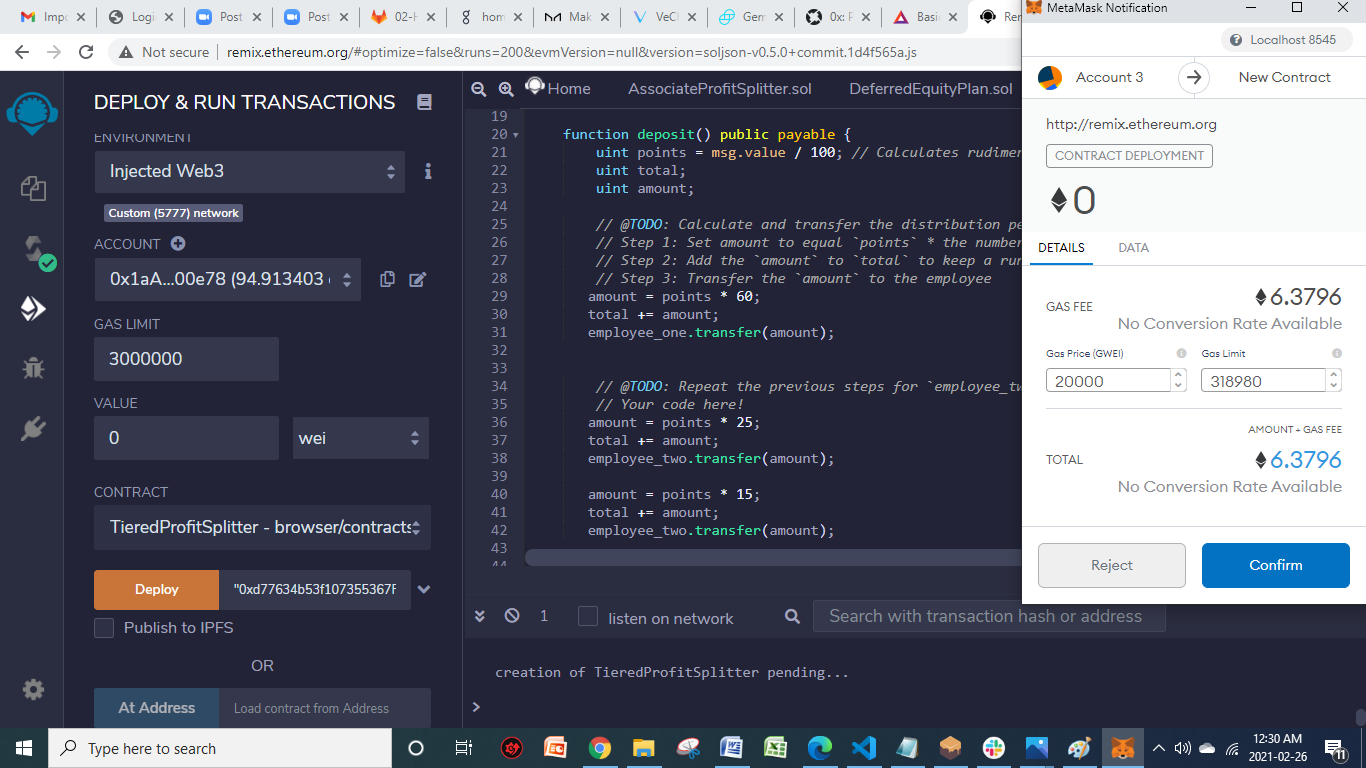 Impo
Logi
Post
Post
02-H
hom
Mak
VeCh
Gem
0x: P
Basi
Re
MetaMask Notification
Not secure
remix.ethereum.org/#optimize=false&runs=200&evmVersion=null&version=soljson-v0.5.0+commit.1d4f565a.js
DEPLOY & RUN TRANSACTIONS
ENVIRONMENT
Injected Web3
Custom (5777) network
ACCOUNT
0x1aA...00e78 (94.913403
GAS LIMIT
3000000
VALUE
0
wei
CONTRACT
TieredProfitSplitter - browser/contracts
Deploy
"0xd77634b53f107355367F
Publish to IPFS
OR
At Address
Load contract from Address
Home
AssociateProfitSplitter.sol
DeferredEquityPlan.sol
19
20 function deposit() public payable {
21 uint points = msg.value / 100; // Calculates rudimen
22 uint total;
23 uint amount;
24
25 // @TODO: Calculate and transfer the distribution pe
26 // Step 1: Set amount to equal `points` * the number
27 // Step 2: Add the `amount` to `total` to keep a run
28 // Step 3: Transfer the `amount` to the employee
29 amount = points * 60;
30 total += amount;
31 employee_one.transfer(amount);
32
33
34 // @TODO: Repeat the previous steps for `employee_tw
35 // Your code here!
36 amount = points * 25;
37 total += amount;
38 employee_two.transfer(amount);
39
40 amount = points * 15;
41 total += amount;
42 employee_two.transfer(amount);
43
44
1
listen on network
Search with transaction hash or address
creation of TieredProfitSplitter pending...
>
Localhost 8545
Account 3
New Contract
http://remix.ethereum.org
CONTRACT DEPLOYMENT
0
DETAILS
DATA
GAS FEE
6.3796
No Conversion Rate Available
Gas Price (GWEI)
Gas Limit
20000
318980
AMOUNT + GAS FEE
TOTAL
6.3796
No Conversion Rate Available
Reject
Confirm
Type here to search
12:30 AM
2021-02-26
11